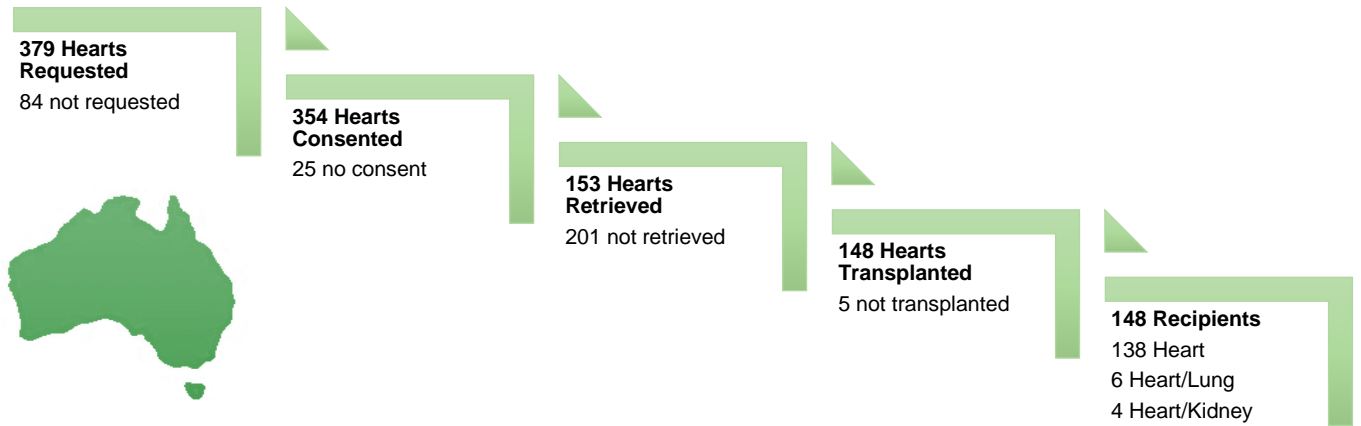 379 Hearts
Requested
84 not requested
354 Hearts
Consented
25 no consent
153 Hearts
Retrieved
201 not retrieved
148 Hearts
Transplanted
5 not transplanted
148 Recipients
138 Heart
6 Heart/Lung
4 Heart/Kidney